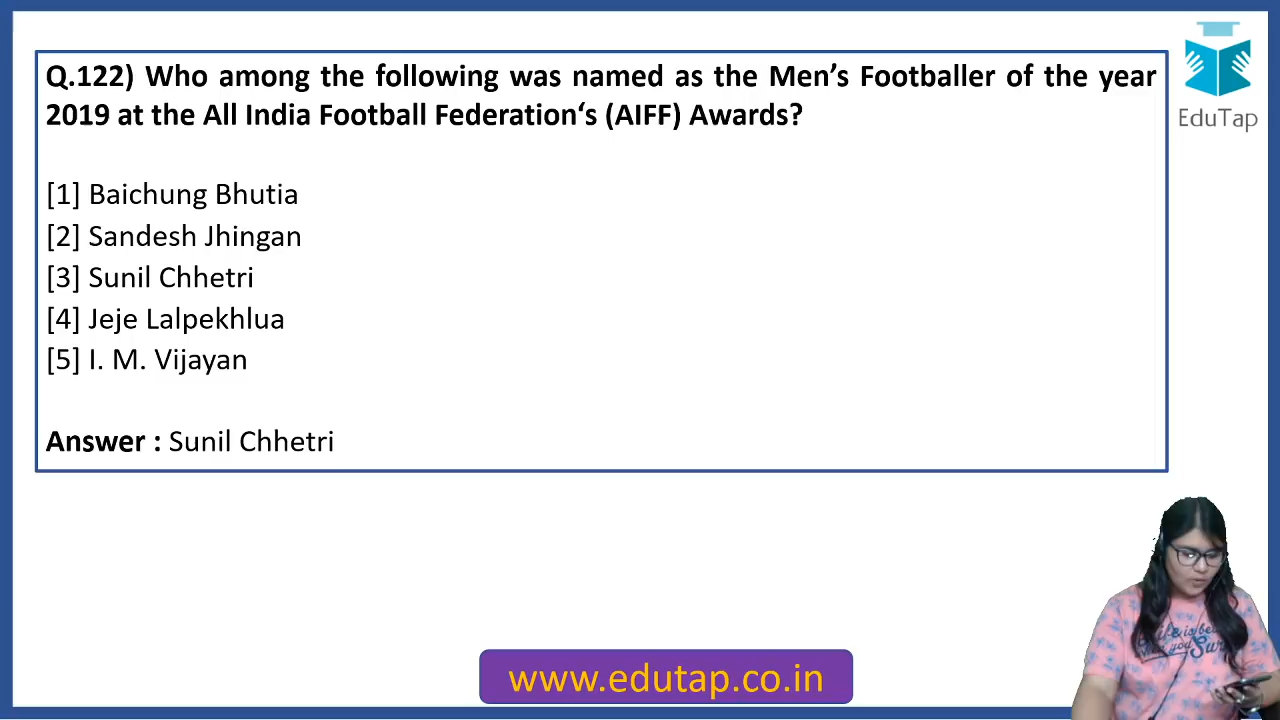 Q.122) Who among the following was named as the Men’s Footballer of the year
2019 at the All India Football Federation‘s (AIFF) Awards?
[1] Baichung Bhutia
[2] Sandesh Jhingan
[3] Sunil Chhetri
[4] Jeje Lalpekhlua
[5] I. M. Vijayan
Answer : Sunil Chhetri
EduTap
www.edutap.co.in